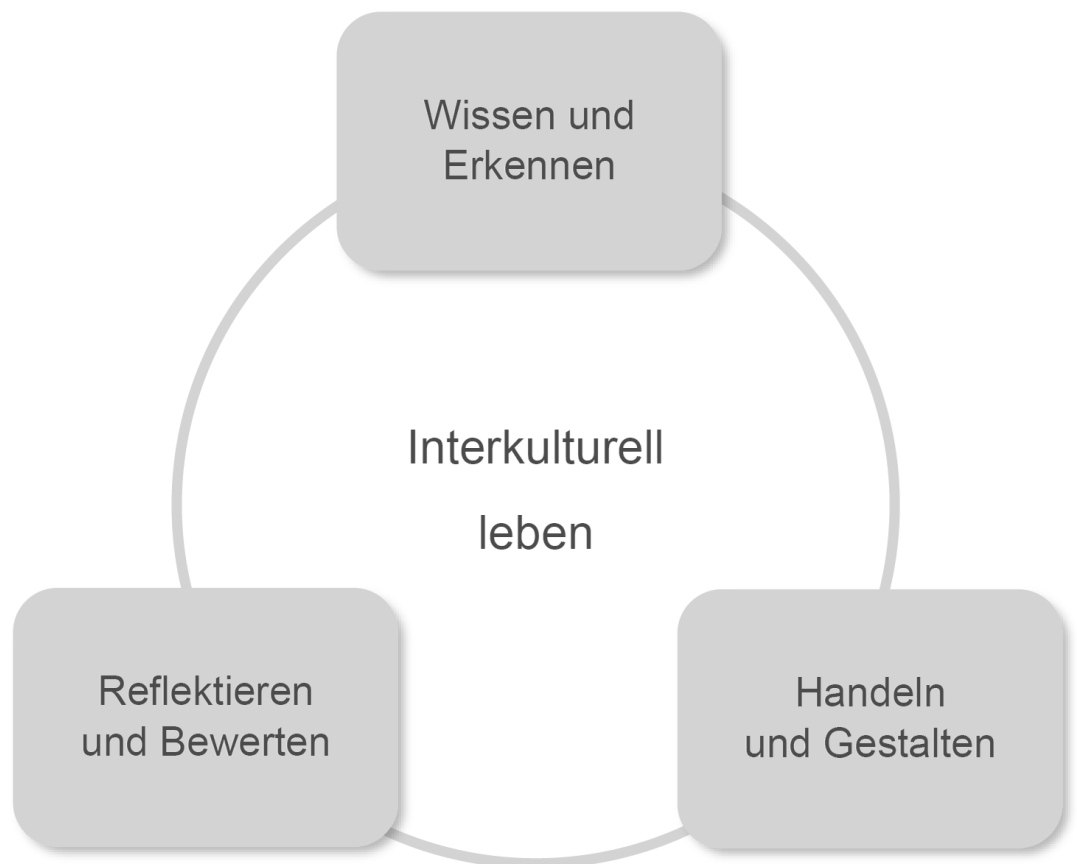 Wissen und
Erkennen
Interkulturell
leben
Reflektieren
und Bewerten
Handeln
und Gestalten